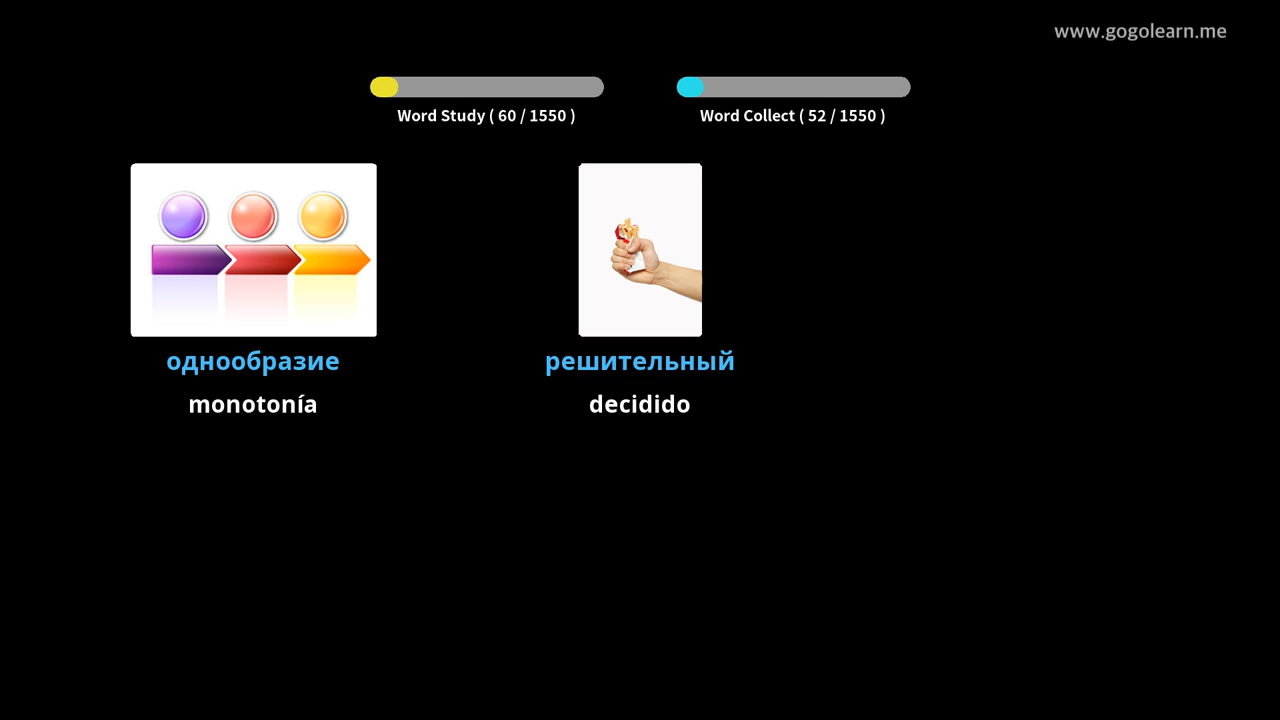 www.gogolearn.me
Word Study ( 60 / 1550 )
Word Collect ( 52 / 1550 )
однообразие
monotonía
решительный
decidido